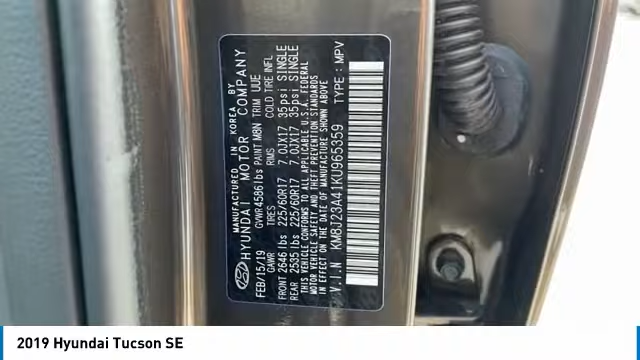 MANUFACTURED IN KOREA BY
HYUNDAI MOTOR COMPANY
FEB/15/19 GVWR 4586 lbs PAINT M8N TRIM UUE
GAWR TIRES RIMS COLD TIRE INFL
FRONT 2646 lbs 225/60R17 7.0JX17 35psi SINGLE
REAR 2535 lbs 225/60R17 7.0JX17 35psi SINGLE
THIS VEHICLE CONFORMS TO ALL APPLICABLE U.S.A. FEDERAL
MOTOR VEHICLE SAFETY AND THEFT PREVENTION STANDARDS
IN EFFECT ON THE DATE OF MANUFACTURE SHOWN ABOVE
V.I.N : KM8J23A41KU965359 TYPE : MPV
2019 Hyundai Tucson SE